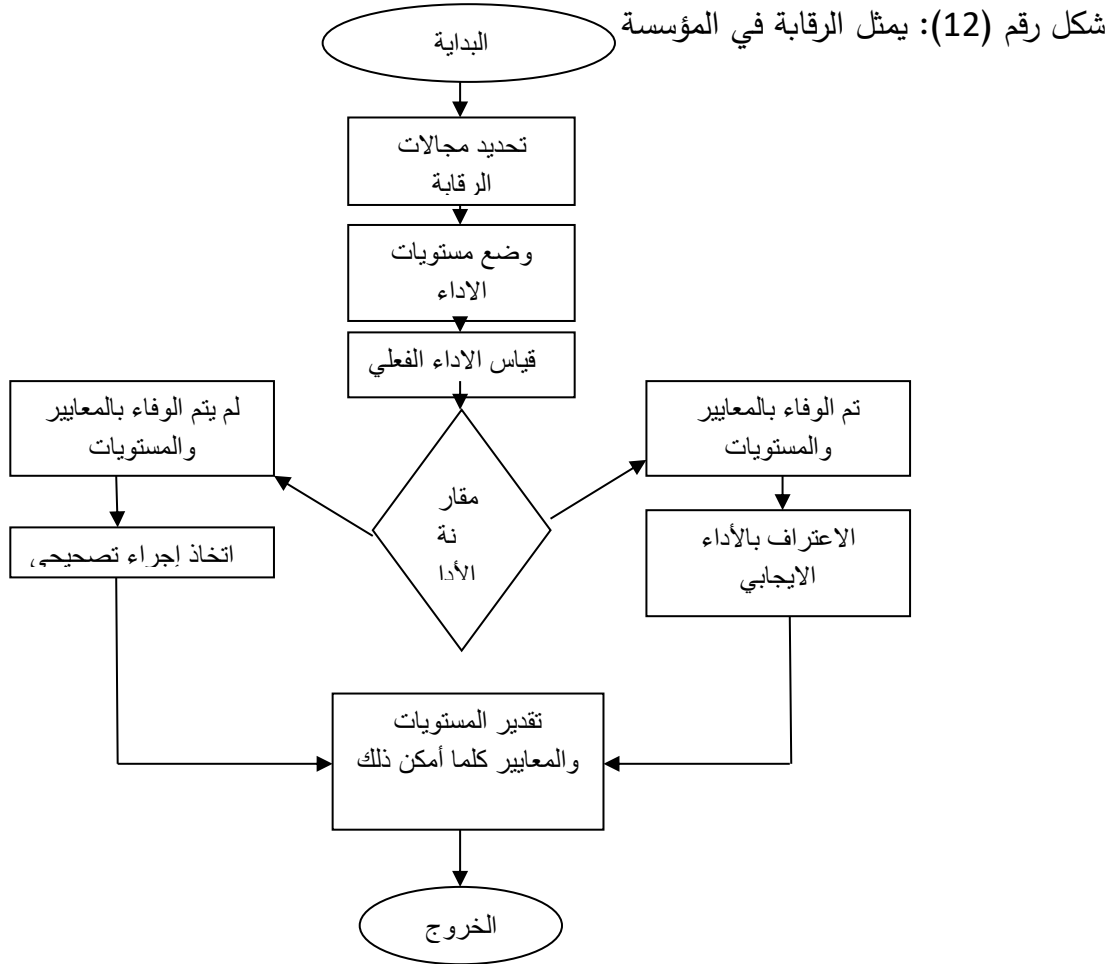 شكل رقم (12): يمثل الرقابة في المؤسسة
البداية
تحديد مجالات
الرقابة
وضع مستويات
الاداء
قياس الاداء الفعلي
تم الوفاء بالمعايير
والمستويات
لم يتم الوفاء بالمعايير
والمستويات
مقار
نة
الأدا
الاعتراف بالأداء
الايجابي
اتخاذ إجراء تصحيحي
تقدير المستويات
والمعايير كلما أمكن ذلك
الخروج